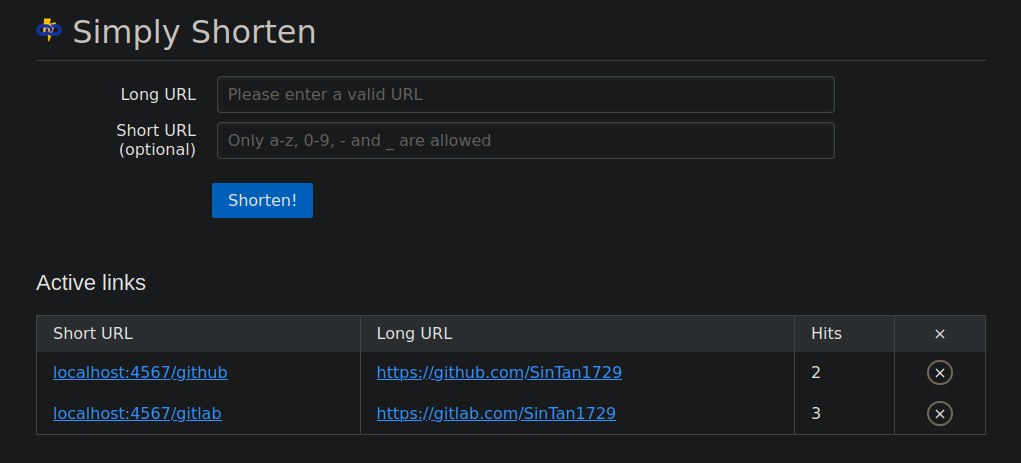 Simply Shorten
Long URL
Please enter a valid URL
Short URL
(optional)
Only a-z, 0-9, - and _ are allowed
Shorten!
Active links
Short URL Long URL Hits ×
localhost:4567/github https://github.com/SinTan1729 2 ×
localhost:4567/gitlab https://gitlab.com/SinTan1729 3 ×